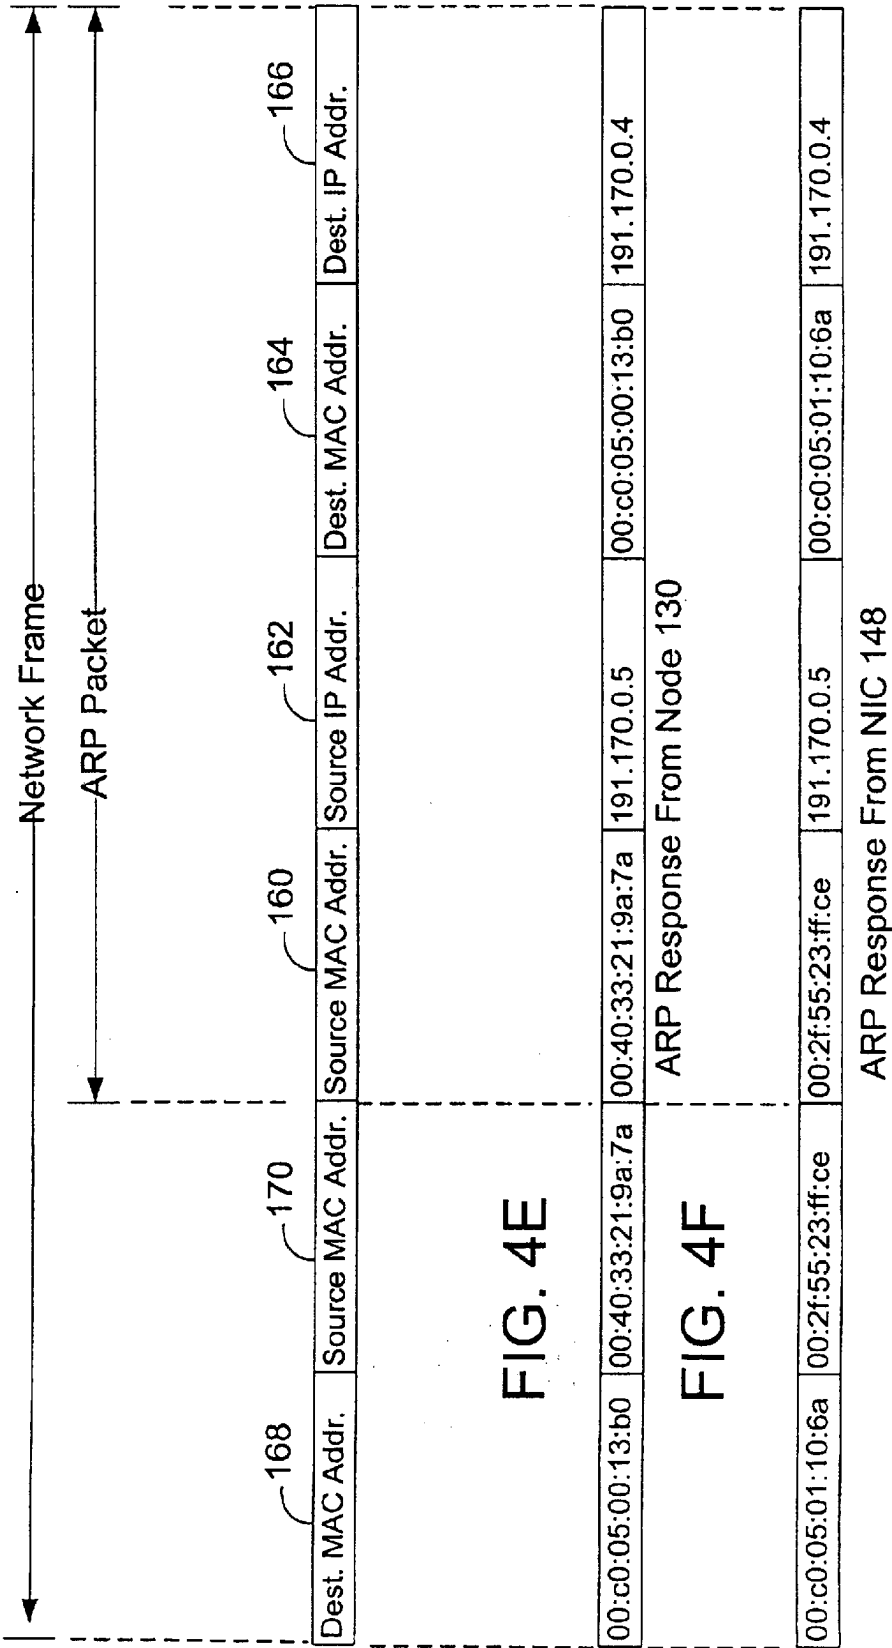 Network Frame
ARP Packet
168 170 160 162 164 166
Dest. MAC Addr. Source MAC Addr. Source MAC Addr. Source IP Addr. Dest. MAC Addr. Dest. IP Addr.
FIG. 4E
00:c0:05:00:13:b0 00:40:33:21:9a:7a 00:40:33:21:9a:7a 191.170.0.5 00:c0:05:00:13:b0 191.170.0.4
ARP Response From Node 130
FIG. 4F
00:c0:05:01:10:6a 00:2f:55:23:ff:ce 00:2f:55:23:ff:ce 191.170.0.5 00:c0:05:01:10:6a 191.170.0.4
ARP Response From NIC 148